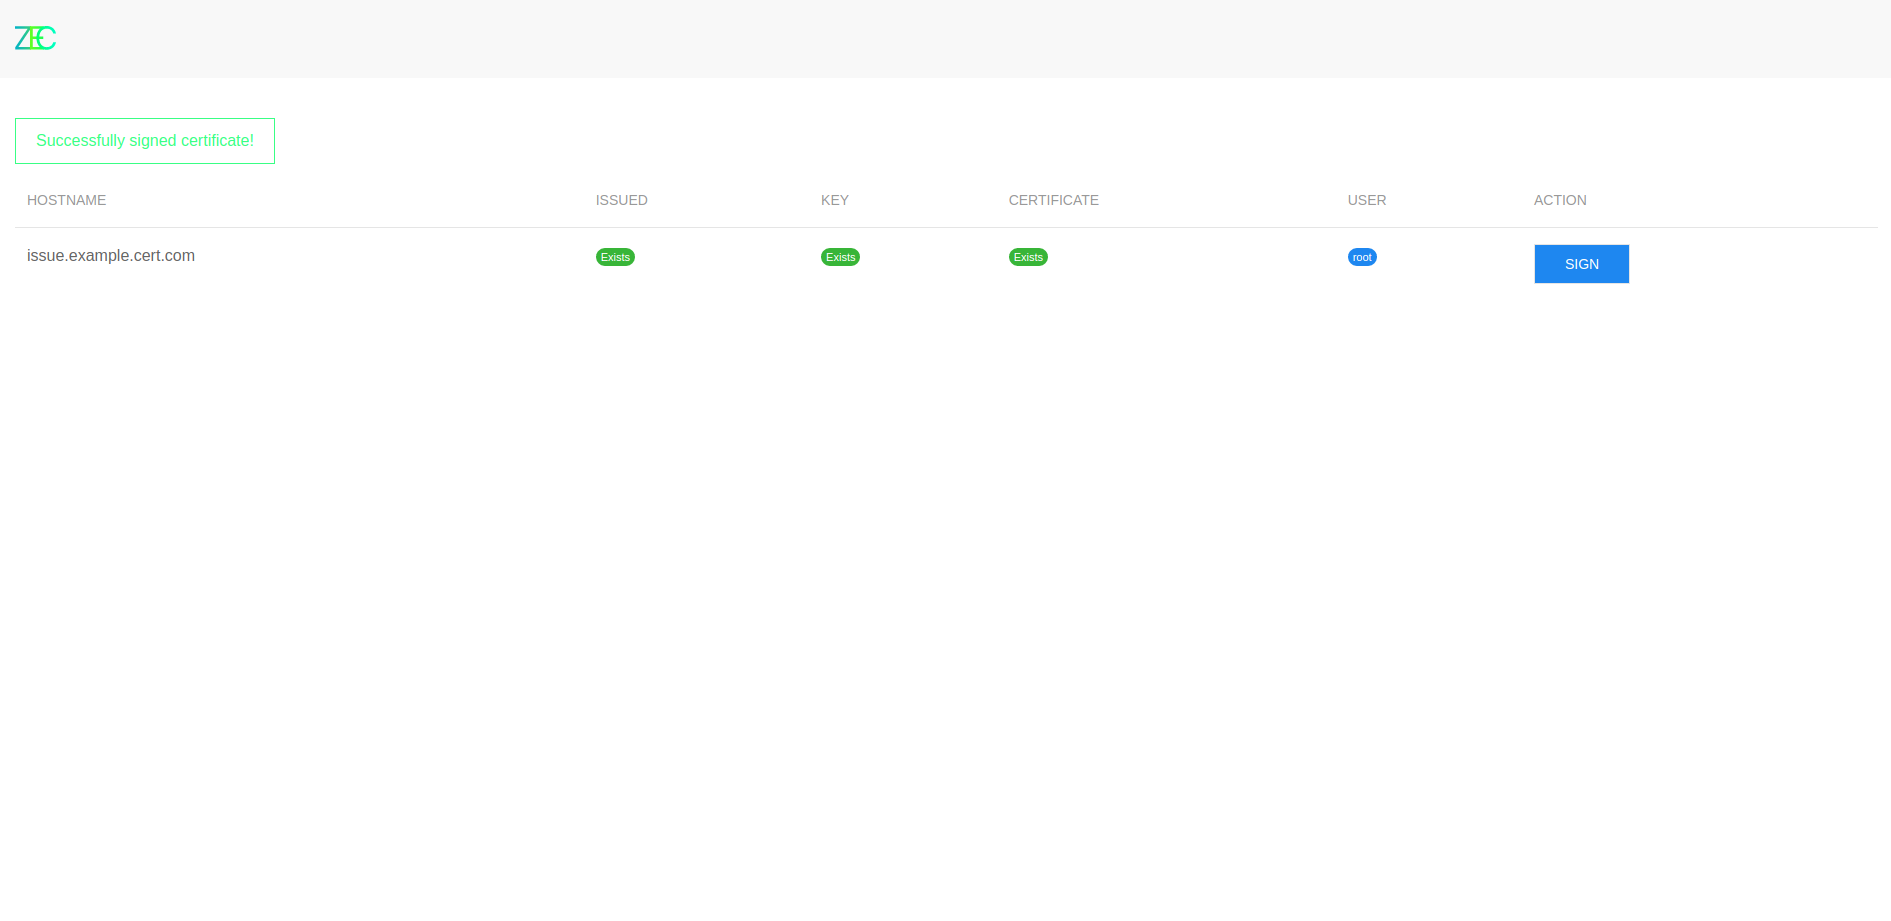 ZEC
Successfully signed certificate!
HOSTNAME ISSUED KEY CERTIFICATE USER ACTION
issue.example.cert.com Exists Exists Exists root SIGN